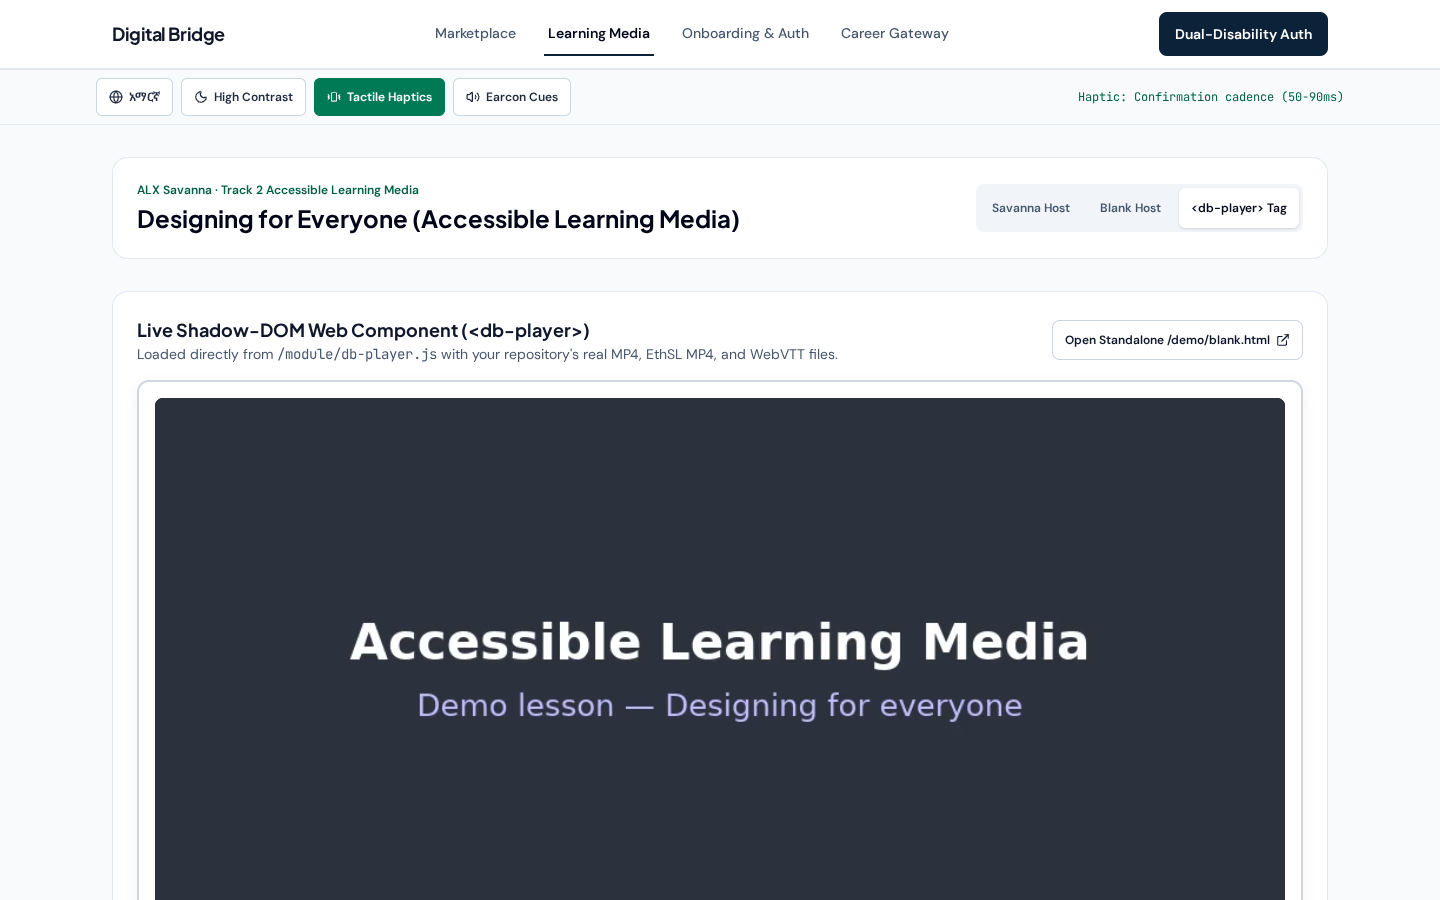 Digital Bridge
Marketplace
Learning Media
Onboarding & Auth
Career Gateway
Dual-Disability Auth
አማርኛ
High Contrast
Tactile Haptics
Earcon Cues
Haptic: Confirmation cadence (50-90ms)
ALX Savanna · Track 2 Accessible Learning Media
Designing for Everyone (Accessible Learning Media)
Savanna Host
Blank Host
<db-player> Tag
Live Shadow-DOM Web Component (<db-player>)
Loaded directly from /module/db-player.js with your repository's real MP4, EthSL MP4, and WebVTT files.
Open Standalone /demo/blank.html
Accessible Learning Media
Demo lesson — Designing for everyone